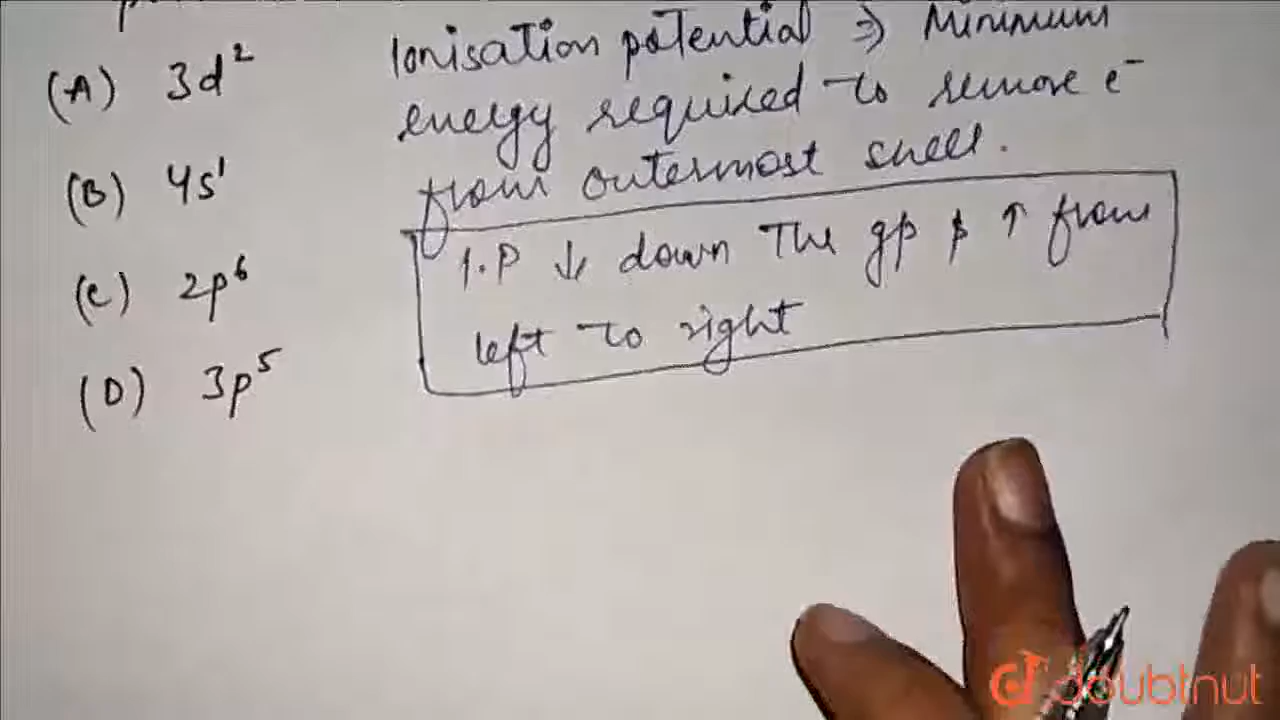 (A) 3d²
(B) 4s¹
(C) 2p⁶
(D) 3p⁵
Ionisation potential ⇒ Minimum
energy required to remove e⁻
from outermost shell.
I.P ↓ down The gp & ↑ from
left to right
doubtnut